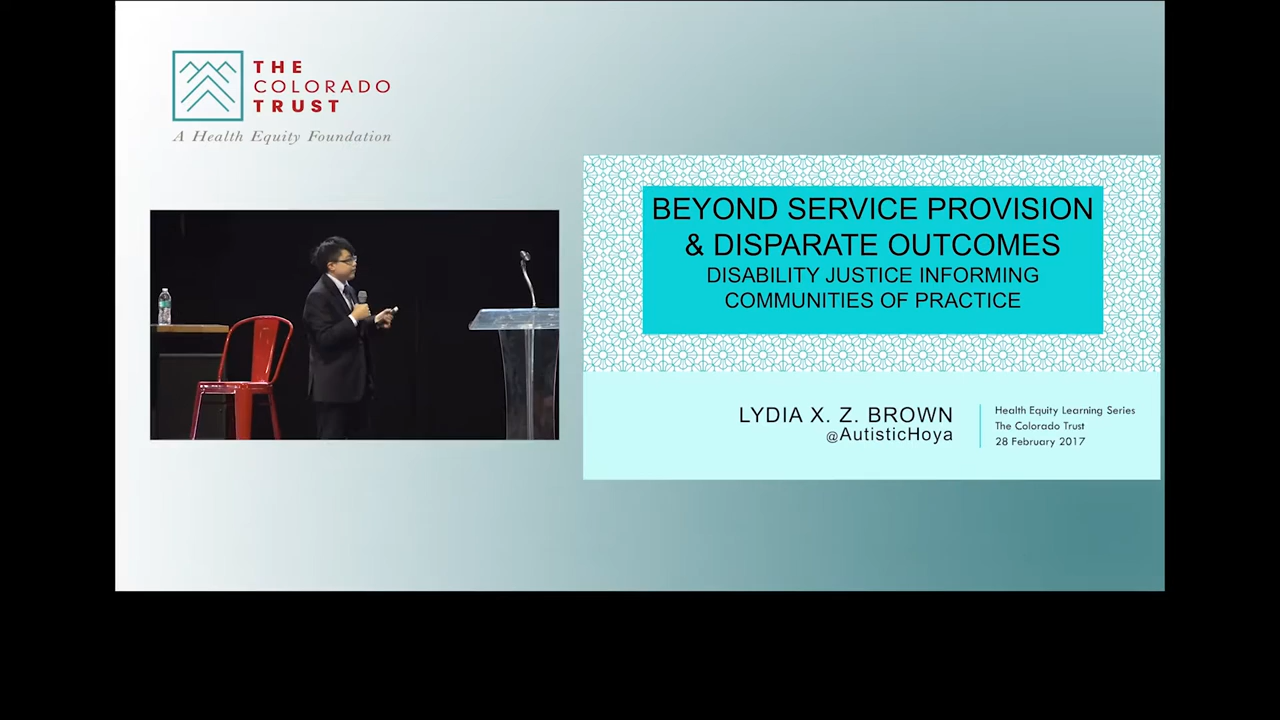 THE
COLORADO
TRUST
A Health Equity Foundation
BEYOND SERVICE PROVISION
& DISPARATE OUTCOMES
DISABILITY JUSTICE INFORMING
COMMUNITIES OF PRACTICE
LYDIA X. Z. BROWN
@AutisticHoya
Health Equity Learning Series
The Colorado Trust
28 February 2017